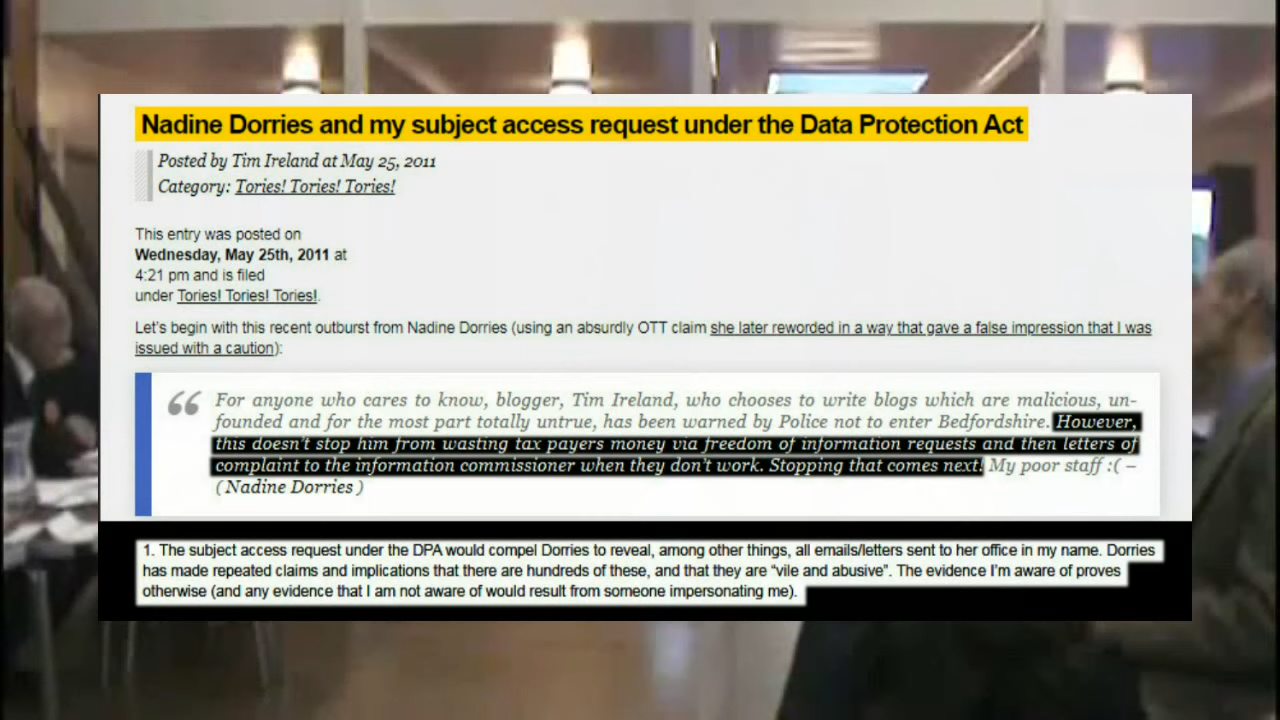 Nadine Dorries and my subject access request under the Data Protection Act
Posted by Tim Ireland at May 25, 2011
Category: Tories! Tories! Tories!
This entry was posted on
Wednesday, May 25th, 2011 at
4:21 pm and is filed
under Tories! Tories! Tories!.
Let's begin with this recent outburst from Nadine Dorries (using an absurdly OTT claim she later reworded in a way that gave a false impression that I was
issued with a caution):
“ For anyone who cares to know, blogger, Tim Ireland, who chooses to write blogs which are malicious, un-
founded and for the most part totally untrue, has been warned by Police not to enter Bedfordshire. However,
this doesn't stop him from wasting tax payers money via freedom of information requests and then letters of
complaint to the information commissioner when they don't work. Stopping that comes next! My poor staff :( –
(Nadine Dorries)
1. The subject access request under the DPA would compel Dorries to reveal, among other things, all emails/letters sent to her office in my name. Dorries
has made repeated claims and implications that there are hundreds of these, and that they are “vile and abusive”. The evidence I'm aware of proves
otherwise (and any evidence that I am not aware of would result from someone impersonating me).